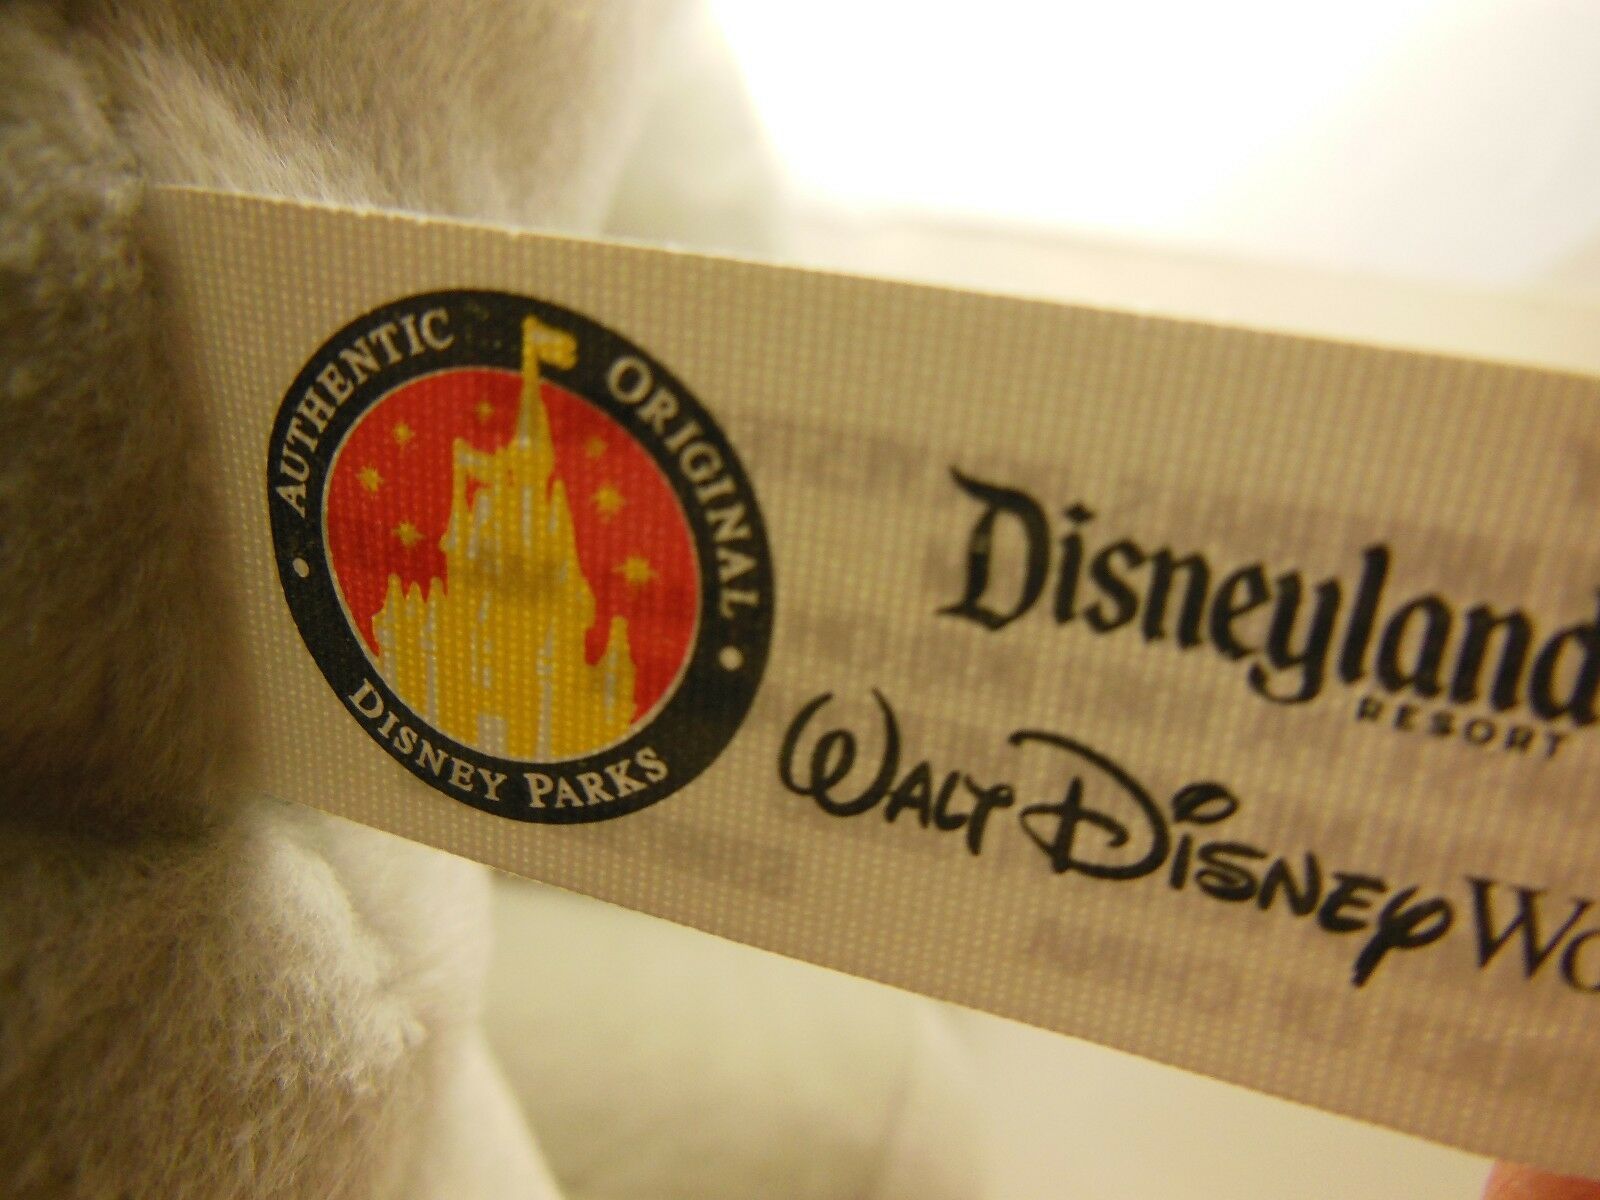 AUTHENTIC ORIGINAL
DISNEY PARKS
Disneyland
RESORT
WALT DISNEY Wo